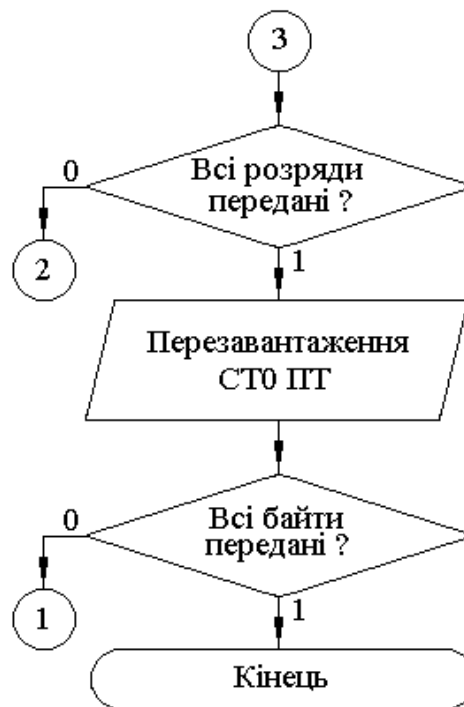 3
Всі розряди
передані ?
0
1
2
Перезавантаження
СТ0 ПТ
Всі байти
передані ?
0
1
1
Кінець